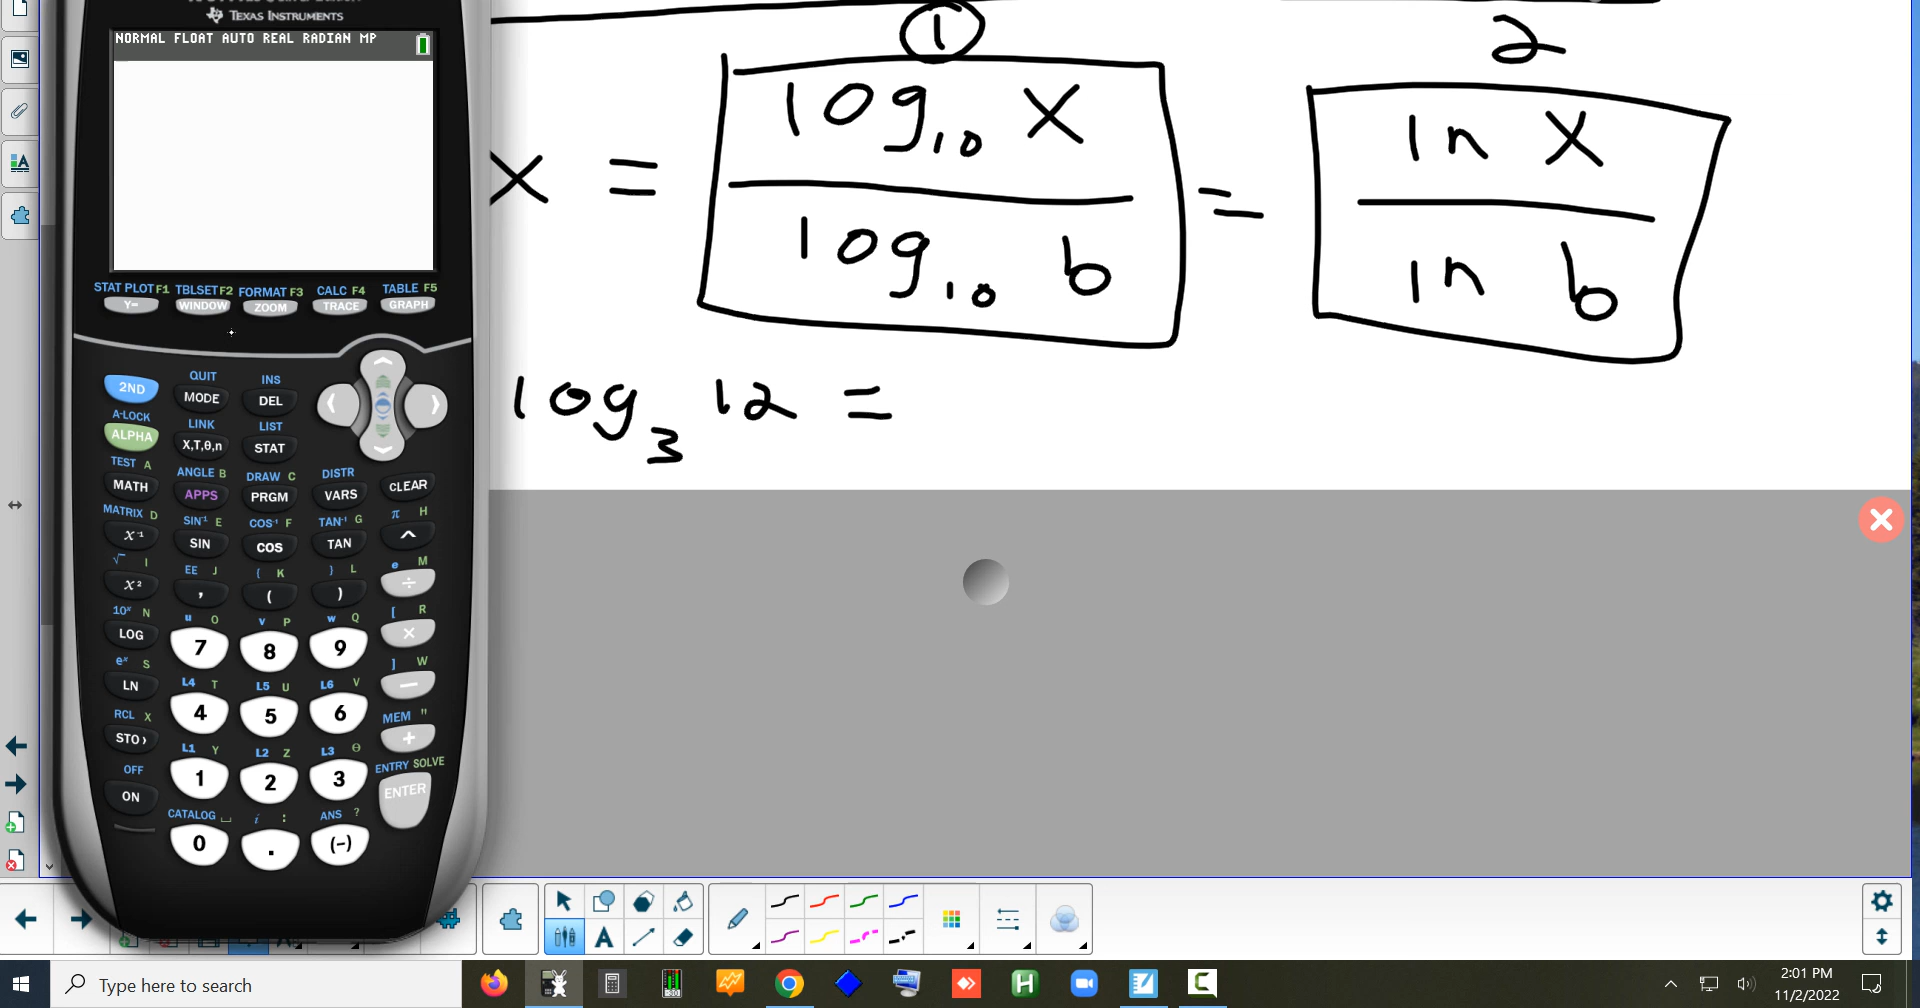 TEXAS INSTRUMENTS
NORMAL FLOAT AUTO REAL RADIAN MP
1
2
x = log₁₀ x / log₁₀ b = ln x / ln b
log₃ 12 =
STAT PLOT F1 TBLSET F2 FORMAT F3 CALC F4 TABLE F5
Y= WINDOW ZOOM TRACE GRAPH
QUIT INS
2ND MODE DEL
A-LOCK LINK LIST
ALPHA X,T,θ,n STAT
TEST A ANGLE B DRAW C DISTR
MATH APPS PRGM VARS CLEAR
MATRIX D SIN⁻¹ E COS⁻¹ F TAN⁻¹ G π H
X⁻¹ SIN COS TAN ^
√ I EE J { K } L e M
X² , ( ) ÷
10ˣ N u O v P w Q [ R
LOG 7 8 9 ×
eˣ S L4 T L5 U L6 V ] W
LN 4 5 6 −
RCL X L1 Y L2 Z L3 θ MEM "
STO› 1 2 3 +
OFF CATALOG ⎵ i : ANS ? ENTRY SOLVE
ON 0 . (-) ENTER
Type here to search
2:01 PM
11/2/2022